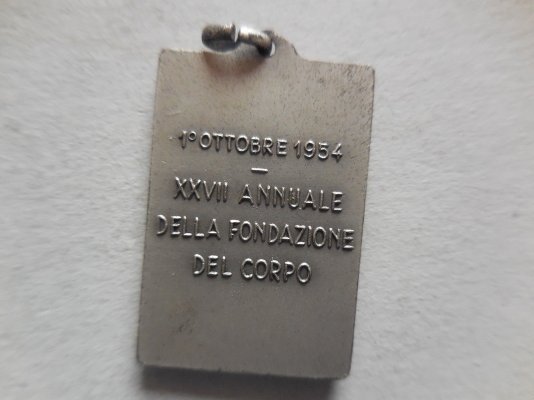 1º OTTOBRE 1954
—
XXVII ANNUALE
DELLA FONDAZIONE
DEL CORPO